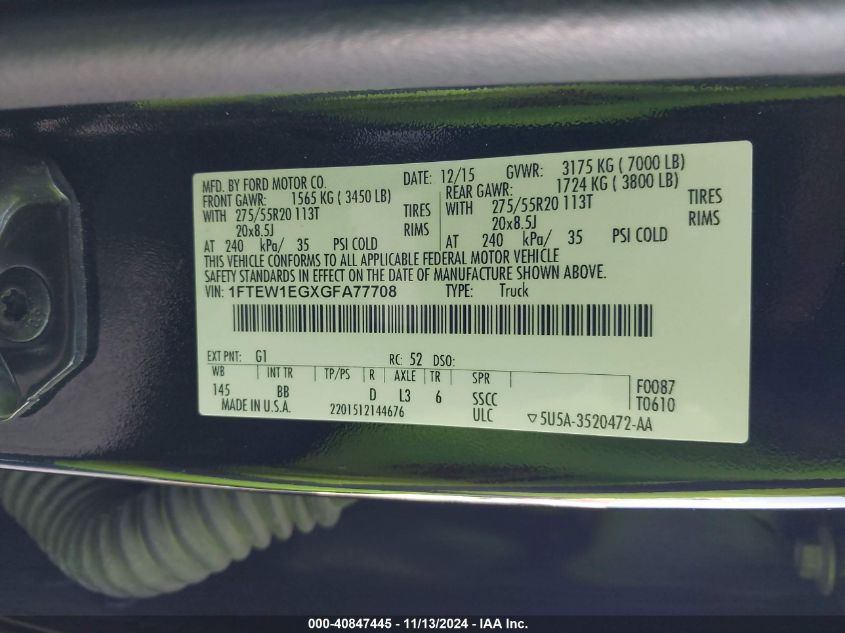 MFD. BY FORD MOTOR CO. DATE: 12/15 GVWR: 3175 KG ( 7000 LB)
FRONT GAWR: 1565 KG ( 3450 LB) REAR GAWR: 1724 KG ( 3800 LB)
WITH 275/55R20 113T TIRES WITH 275/55R20 113T TIRES
20x8.5J RIMS 20x8.5J RIMS
AT 240 kPa/ 35 PSI COLD AT 240 kPa/ 35 PSI COLD
THIS VEHICLE CONFORMS TO ALL APPLICABLE FEDERAL MOTOR VEHICLE
SAFETY STANDARDS IN EFFECT ON THE DATE OF MANUFACTURE SHOWN ABOVE.
VIN: 1FTEW1EGXGFA77708 TYPE: Truck
EXT PNT: G1 RC: 52 DSO:
WB INT TR TP/PS R AXLE TR SPR F0087
145 BB D L3 6 SSCC T0610
MADE IN U.S.A. 2201512144676 ULC ▽5U5A-3520472-AA
000-40847445 - 11/13/2024 - IAA Inc.